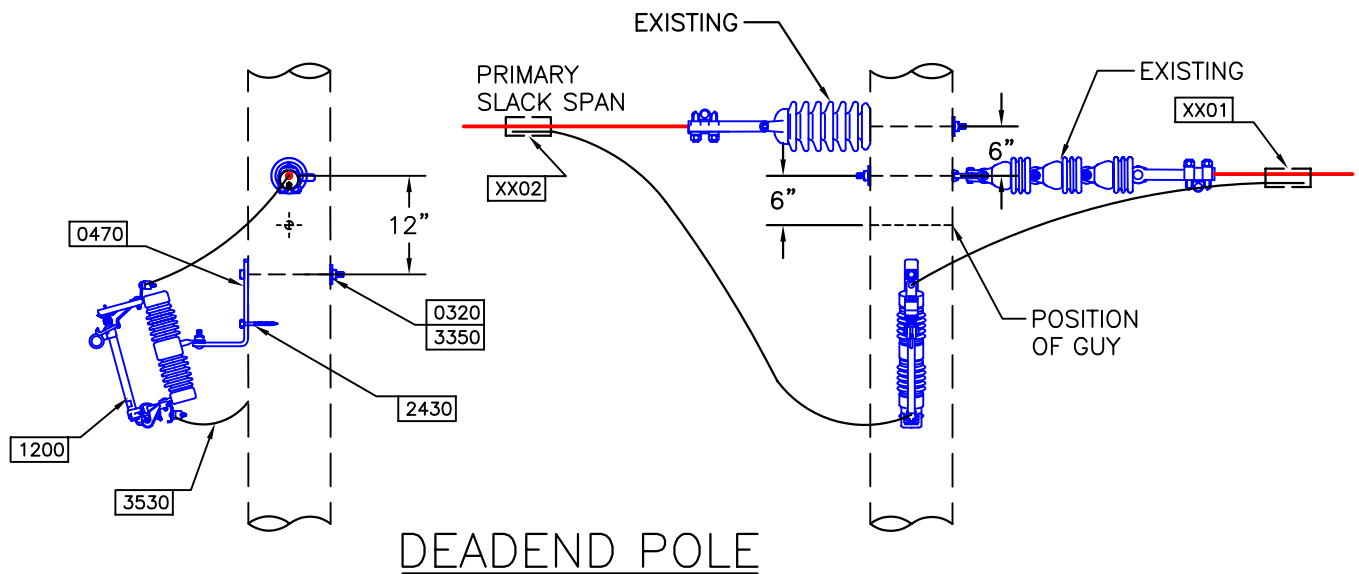 EXISTING
PRIMARY
SLACK SPAN
EXISTING
XX01
XX02
6”
6”
12”
0470
0320
3350
POSITION
OF GUY
2430
1200
3530
DEADEND POLE